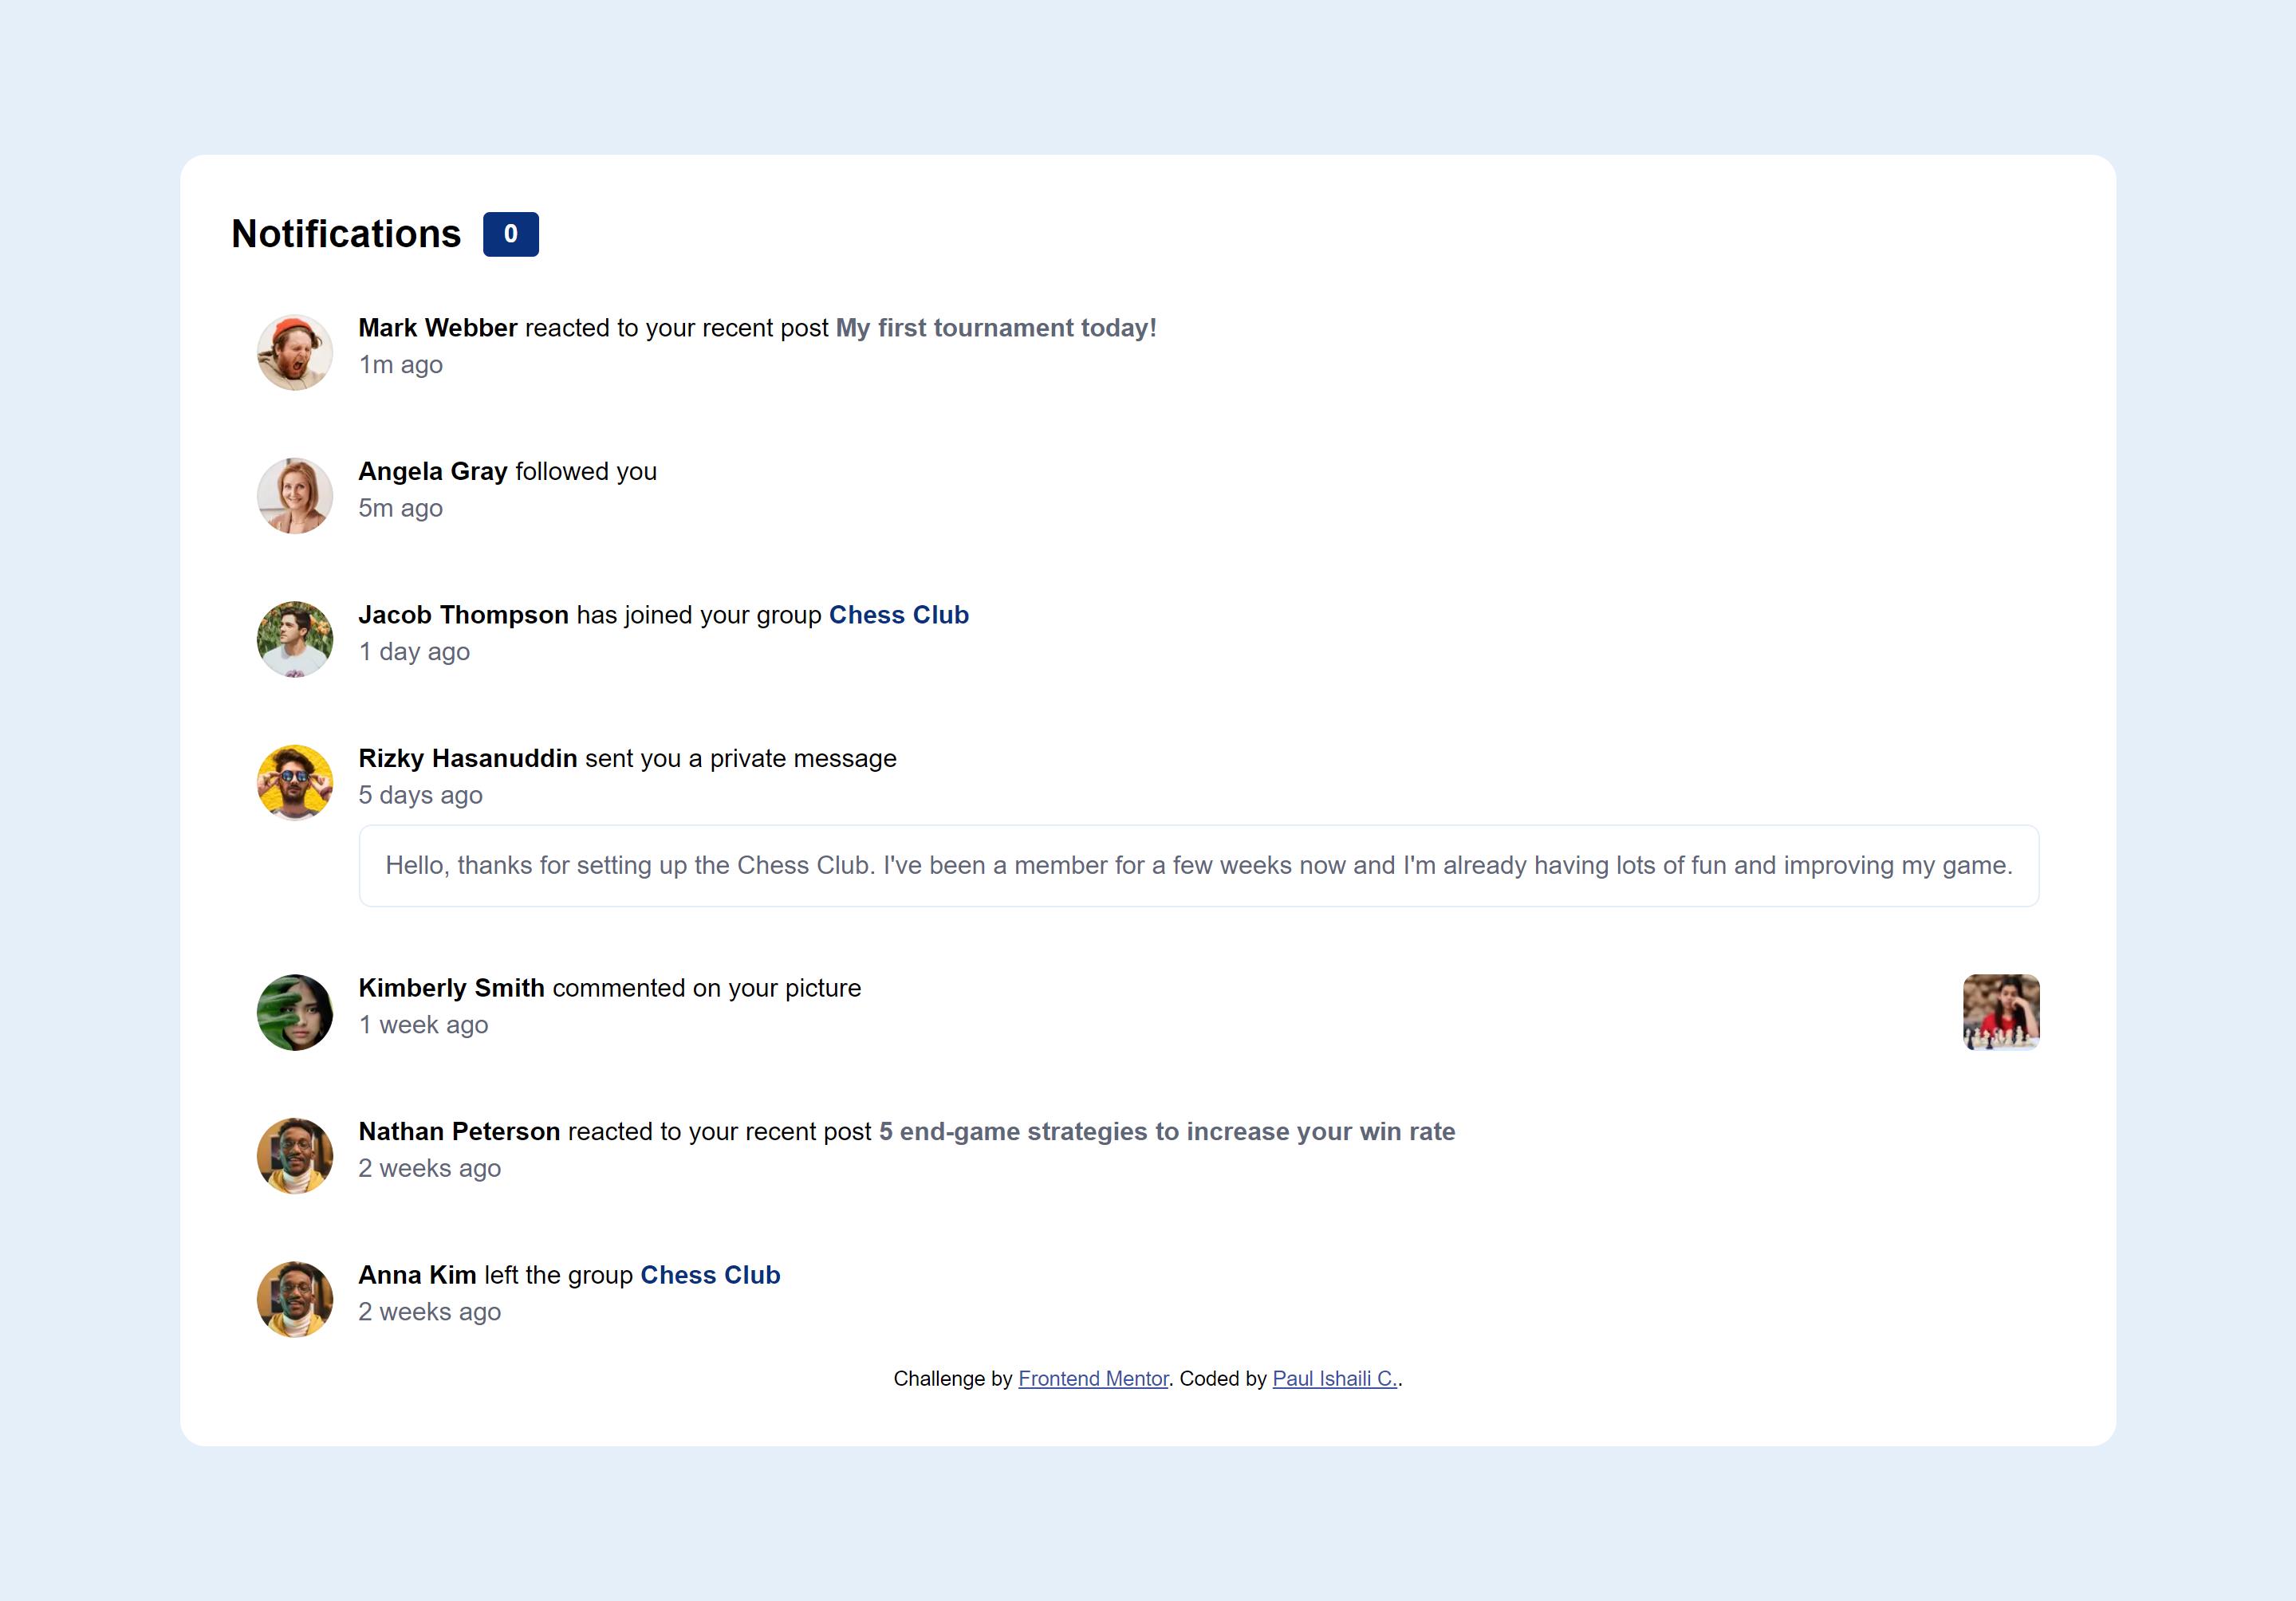 Notifications 0
Mark Webber reacted to your recent post My first tournament today!
1m ago
Angela Gray followed you
5m ago
Jacob Thompson has joined your group Chess Club
1 day ago
Rizky Hasanuddin sent you a private message
5 days ago
Hello, thanks for setting up the Chess Club. I've been a member for a few weeks now and I'm already having lots of fun and improving my game.
Kimberly Smith commented on your picture
1 week ago
Nathan Peterson reacted to your recent post 5 end-game strategies to increase your win rate
2 weeks ago
Anna Kim left the group Chess Club
2 weeks ago
Challenge by Frontend Mentor. Coded by Paul Ishaili C..